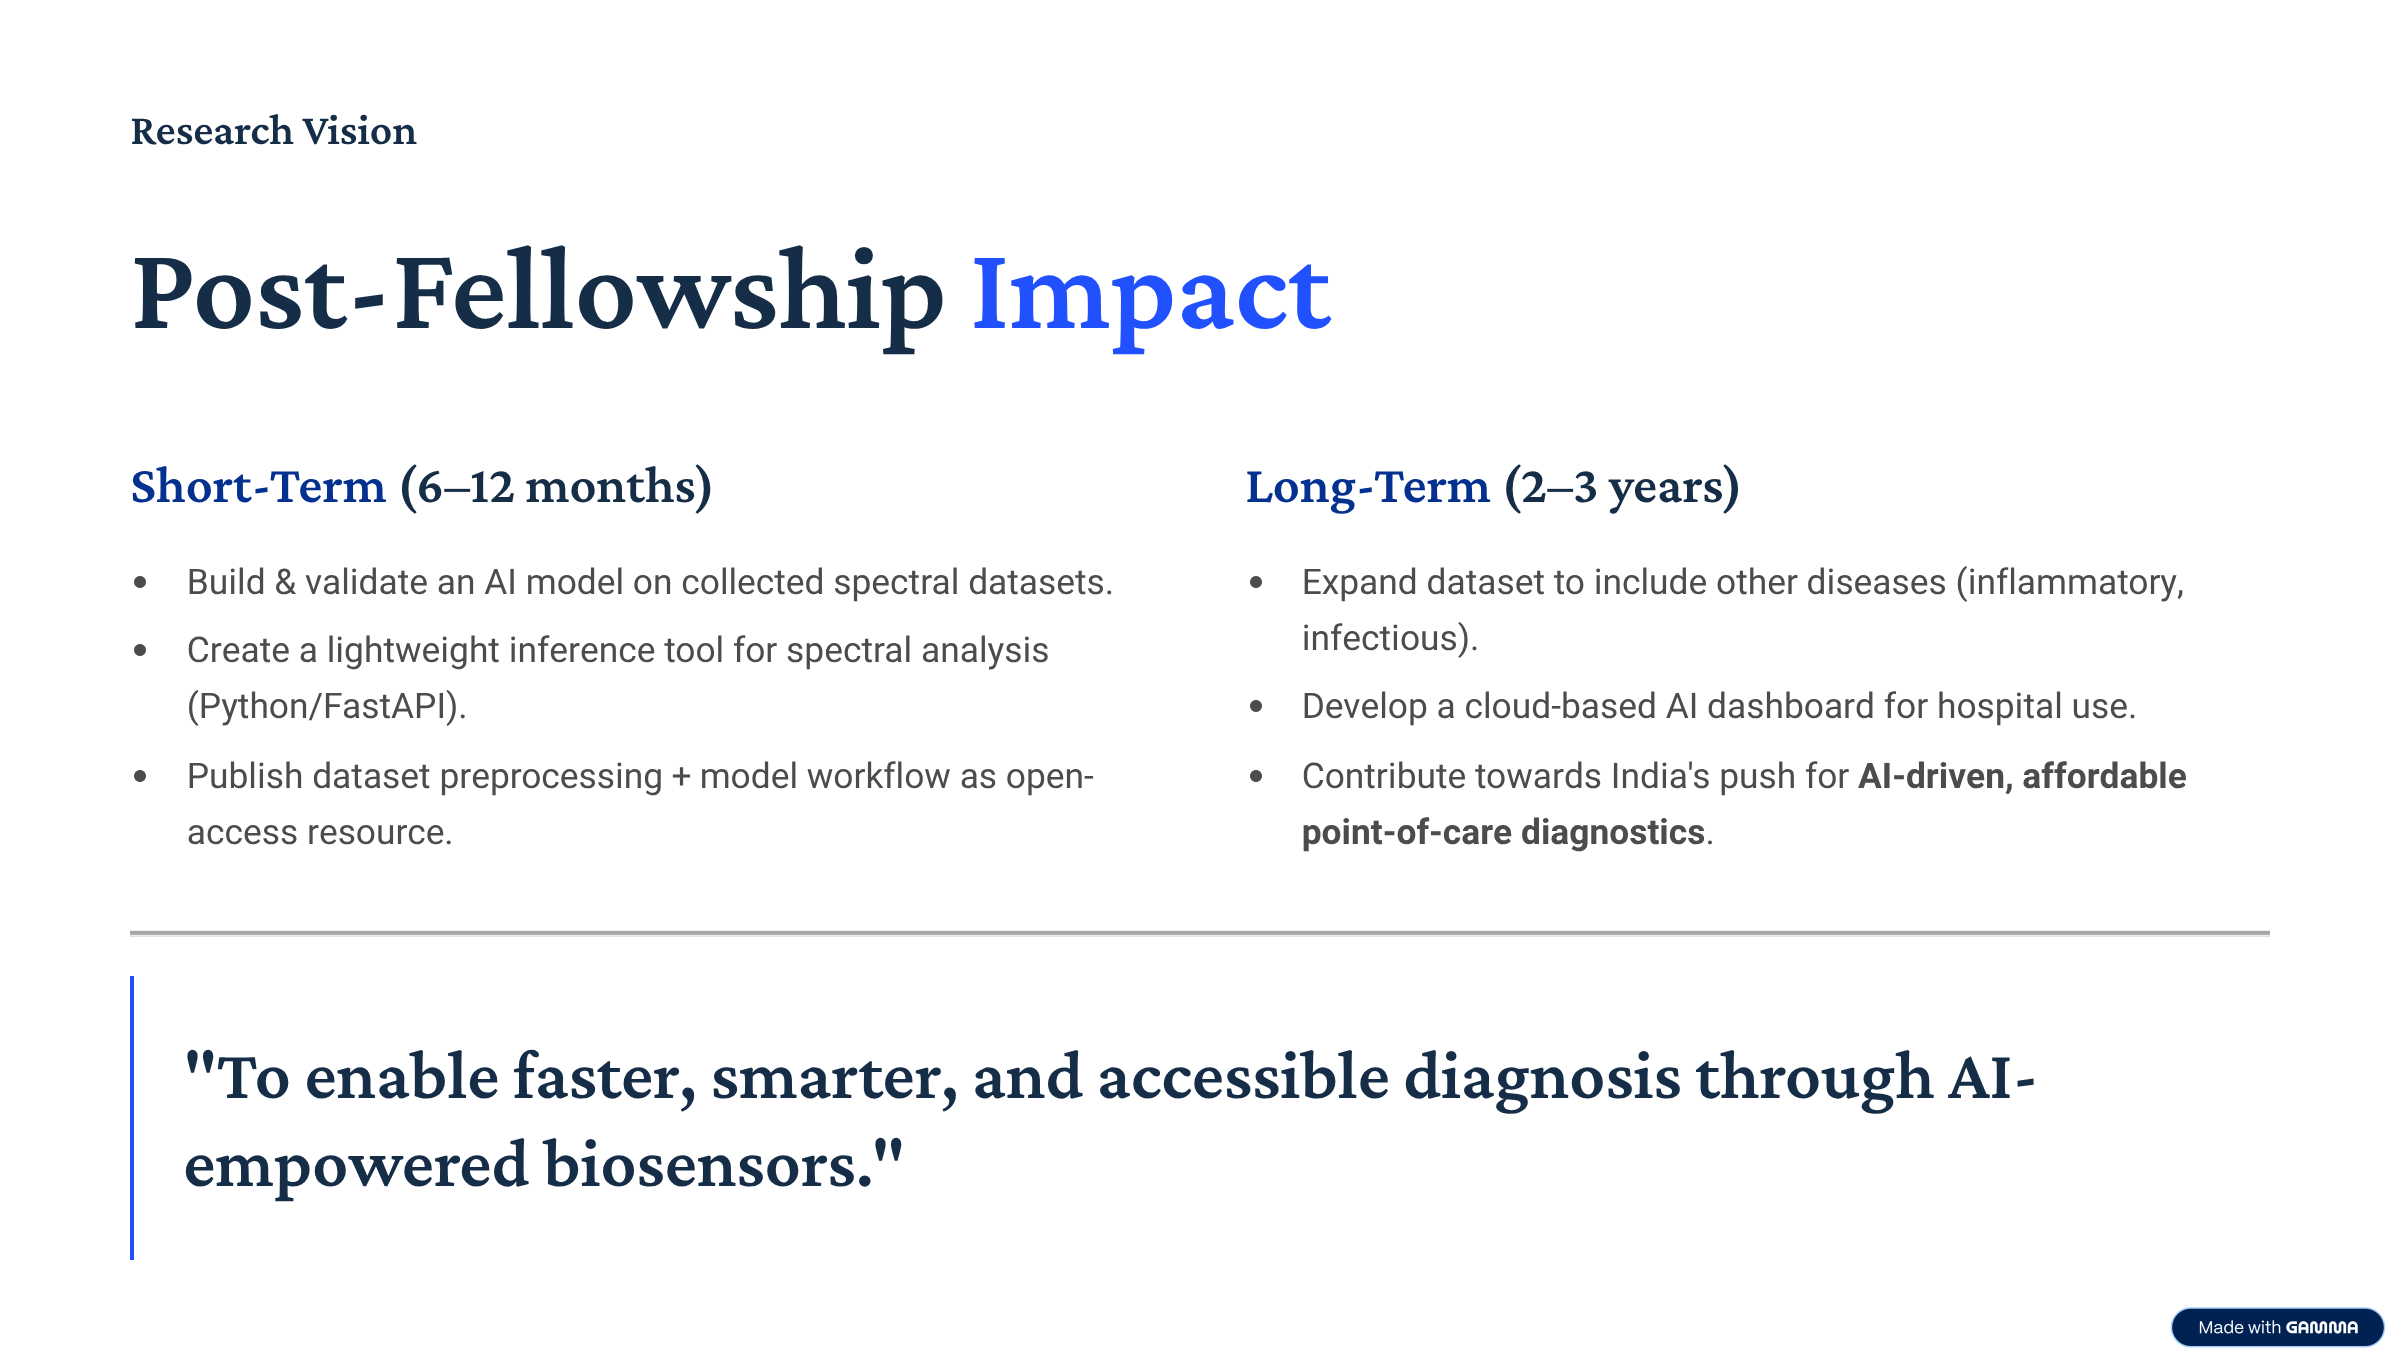 Research Vision
Post-Fellowship Impact
Short-Term (6–12 months)
• Build & validate an AI model on collected spectral datasets.
• Create a lightweight inference tool for spectral analysis
(Python/FastAPI).
• Publish dataset preprocessing + model workflow as open-
access resource.
Long-Term (2–3 years)
• Expand dataset to include other diseases (inflammatory,
infectious).
• Develop a cloud-based AI dashboard for hospital use.
• Contribute towards India's push for AI-driven, affordable
point-of-care diagnostics.
"To enable faster, smarter, and accessible diagnosis through AI-
empowered biosensors."
Made with GAMMA